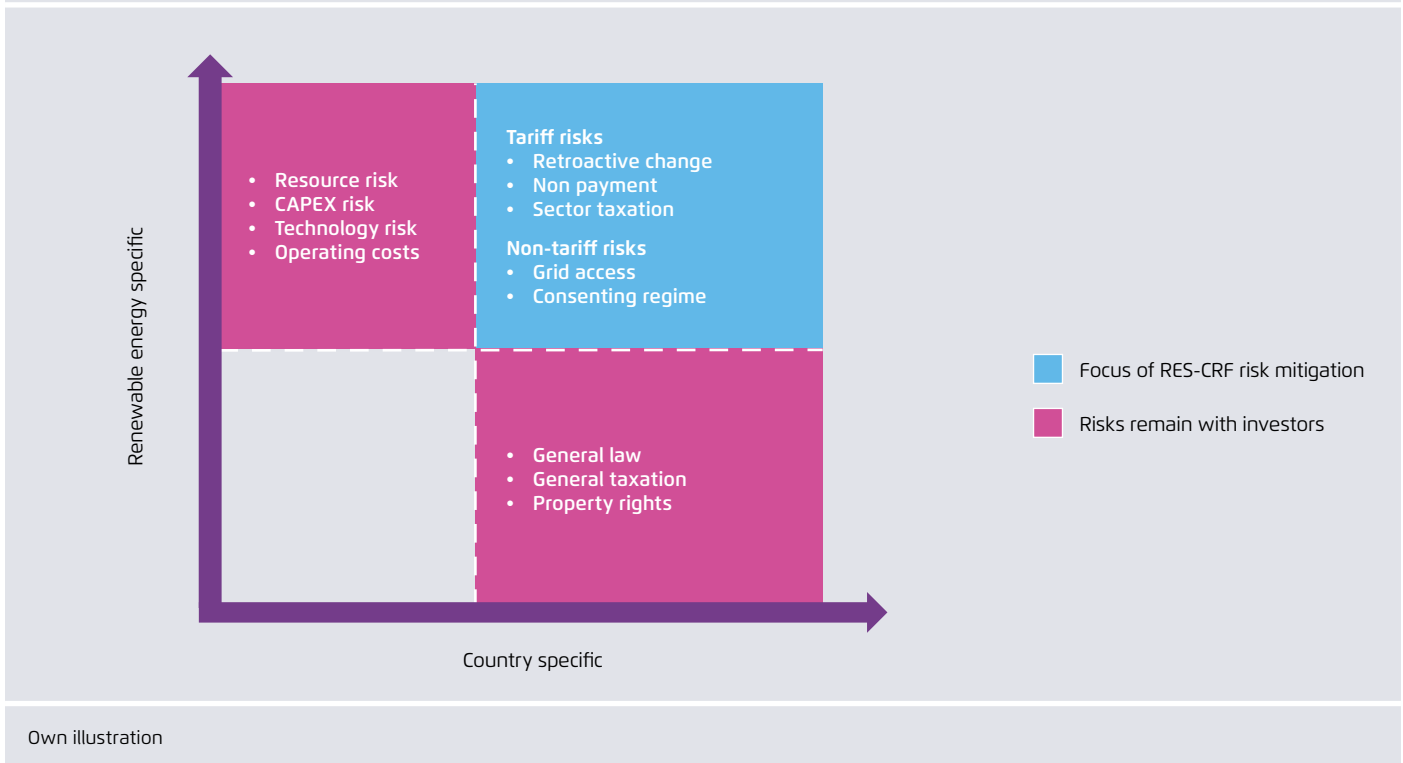 Renewable energy specific
• Resource risk
• CAPEX risk
• Technology risk
• Operating costs
Tariff risks
• Retroactive change
• Non payment
• Sector taxation
Non-tariff risks
• Grid access
• Consenting regime
• General law
• General taxation
• Property rights
Country specific
Focus of RES-CRF risk mitigation
Risks remain with investors
Own illustration